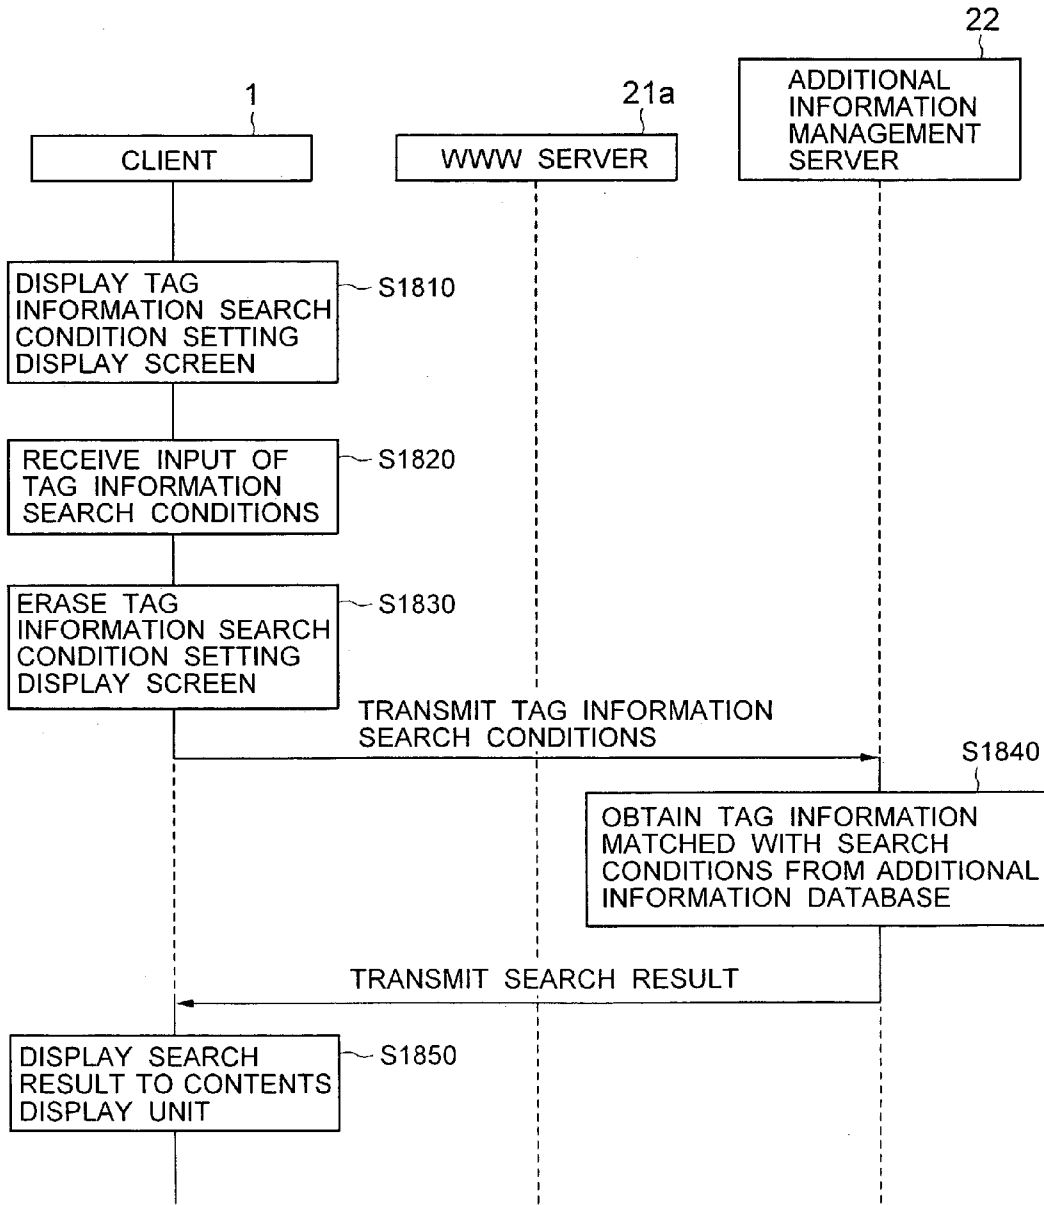 22
1
21a
ADDITIONAL
INFORMATION
MANAGEMENT
SERVER
CLIENT
WWW SERVER
DISPLAY TAG
INFORMATION SEARCH
CONDITION SETTING
DISPLAY SCREEN
S1810
RECEIVE INPUT OF
TAG INFORMATION
SEARCH CONDITIONS
S1820
ERASE TAG
INFORMATION SEARCH
CONDITION SETTING
DISPLAY SCREEN
S1830
TRANSMIT TAG INFORMATION
SEARCH CONDITIONS
S1840
OBTAIN TAG INFORMATION
MATCHED WITH SEARCH
CONDITIONS FROM ADDITIONAL
INFORMATION DATABASE
TRANSMIT SEARCH RESULT
DISPLAY SEARCH
RESULT TO CONTENTS
DISPLAY UNIT
S1850